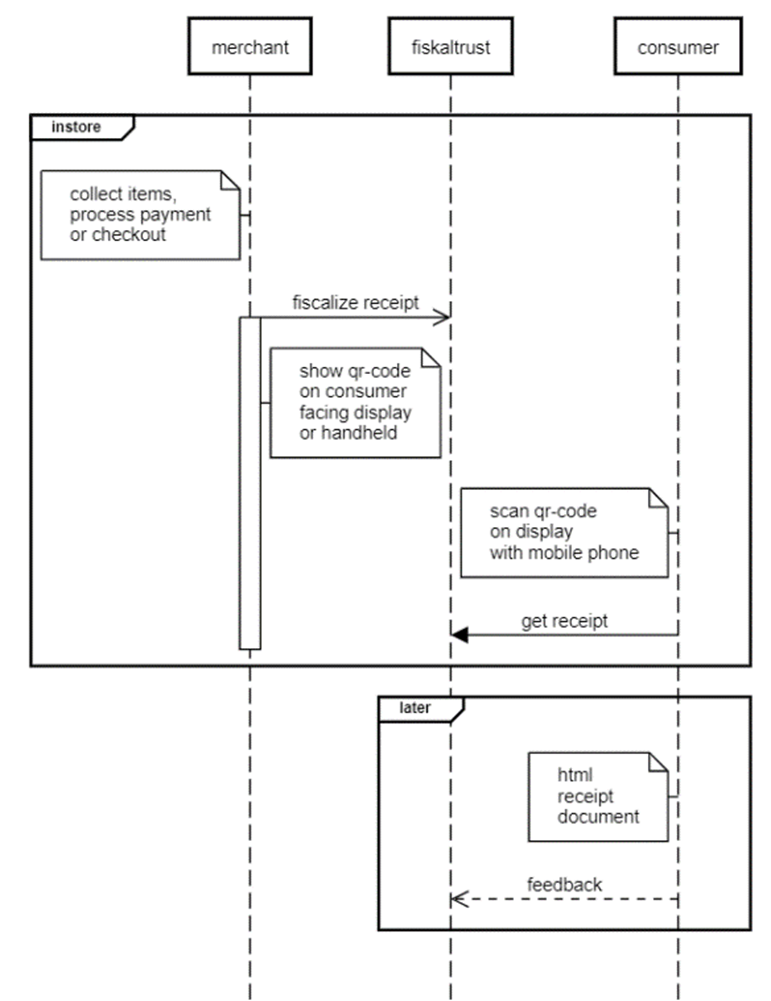 merchant
fiskaltrust
consumer
instore
collect items,
process payment
or checkout
fiscalize receipt
show qr-code
on consumer
facing display
or handheld
scan qr-code
on display
with mobile phone
get receipt
later
html
receipt
document
feedback